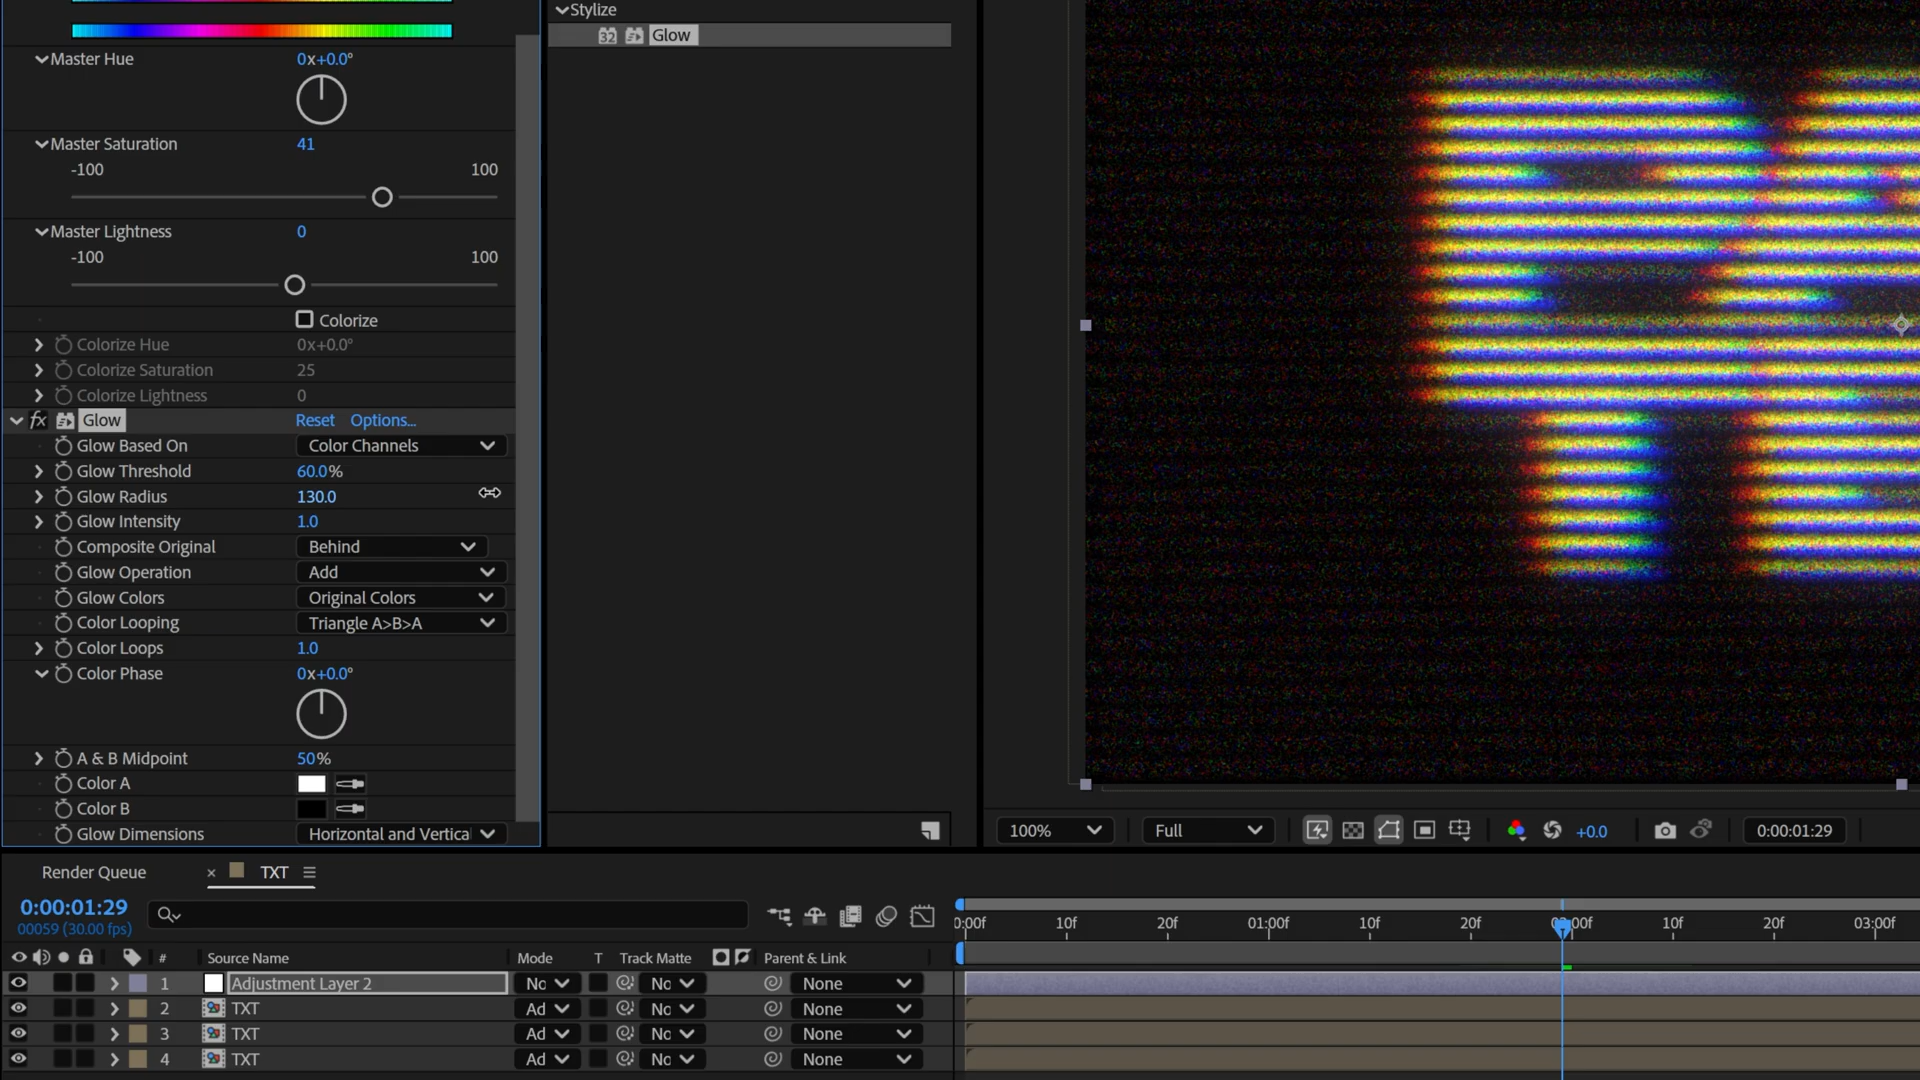 Stylize
32 Glow
Master Hue 0x+0.0°
Master Saturation 41
-100 100
Master Lightness 0
-100 100
Colorize
Colorize Hue 0x+0.0°
Colorize Saturation 25
Colorize Lightness 0
fx Glow Reset Options...
Glow Based On Color Channels
Glow Threshold 60.0%
Glow Radius 130.0
Glow Intensity 1.0
Composite Original Behind
Glow Operation Add
Glow Colors Original Colors
Color Looping Triangle A>B>A
Color Loops 1.0
Color Phase 0x+0.0°
A & B Midpoint 50%
Color A
Color B
Glow Dimensions Horizontal and Vertica
100% Full +0.0 0:00:01:29
Render Queue × TXT
0:00:01:29
00059 (30.00 fps)
0:00f 10f 20f 01:00f 10f 20f 02:00f 10f 20f 03:00f
# Source Name Mode T Track Matte Parent & Link
1 Adjustment Layer 2 No No None
2 TXT Ad No None
3 TXT Ad No None
4 TXT Ad No None